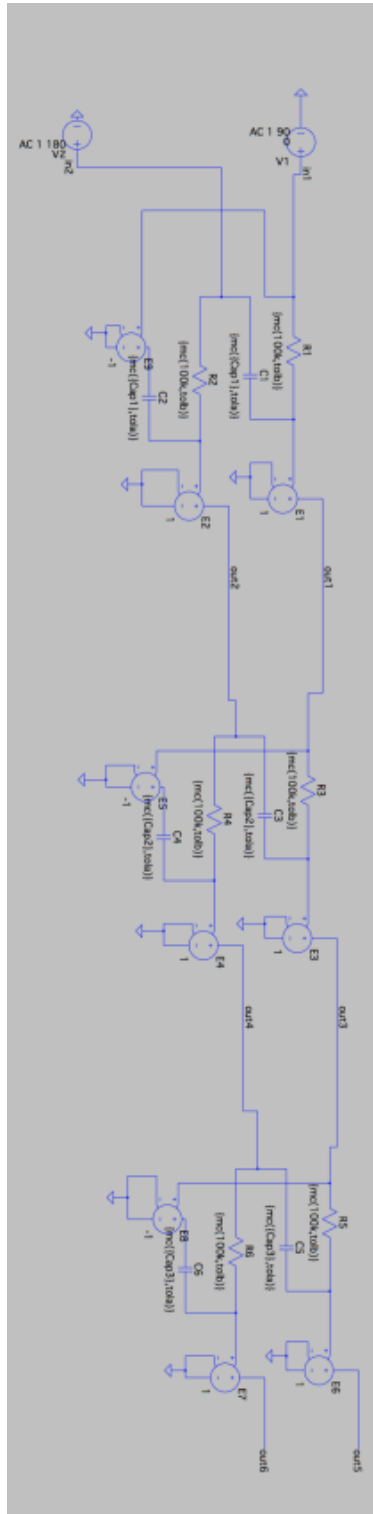 AC 1 90
0
V1
in1
AC 1 180
V2
in2
R1
{mc(100k,tolb)}
C1
{mc({Cap1},tola)}
R2
{mc(100k,tolb)}
C2
{mc({Cap1},tola)}
E9
-1
E1
1
E2
1
out1
out2
R3
{mc(100k,tolb)}
C3
{mc({Cap2},tola)}
R4
{mc(100k,tolb)}
C4
{mc({Cap2},tola)}
E5
-1
E3
1
E4
1
out3
out4
R5
{mc(100k,tolb)}
C5
{mc({Cap3},tola)}
R6
{mc(100k,tolb)}
C6
{mc({Cap3},tola)}
E8
-1
E6
1
E7
1
out5
out6